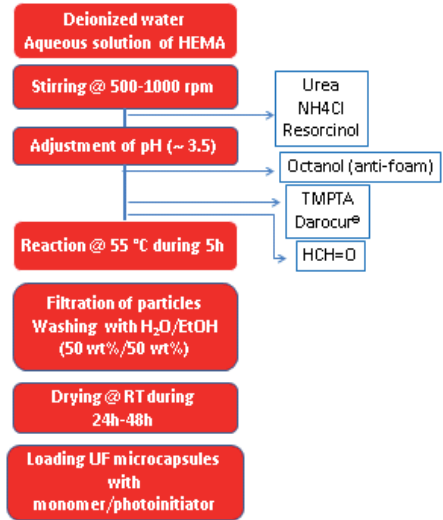 Deionized water
Aqueous solution of HEMA
Stirring @ 500-1000 rpm
Urea
NH4Cl
Resorcinol
Adjustment of pH (~ 3.5)
Octanol (anti-foam)
TMPTA
Darocur®
Reaction @ 55 °C during 5h
HCH=O
Filtration of particles
Washing with H₂O/EtOH
(50 wt%/50 wt%)
Drying @ RT during
24h-48h
Loading UF microcapsules
with
monomer/photoinitiator